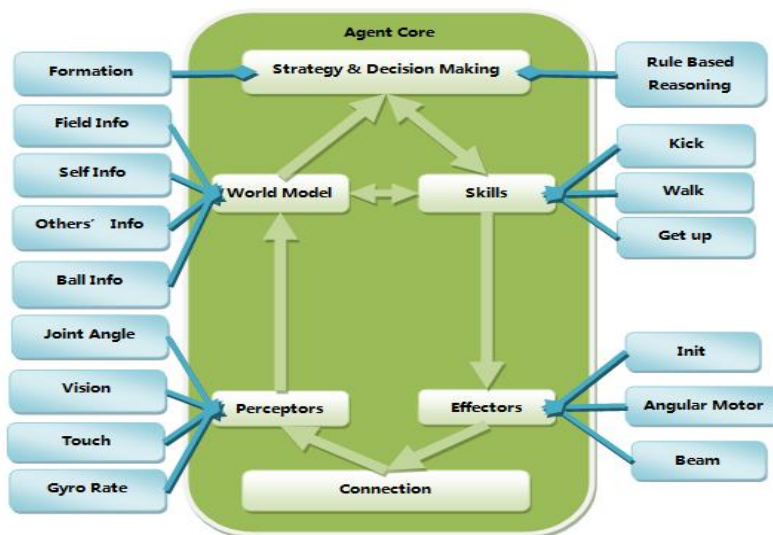 Agent Core
Formation
Strategy & Decision Making
Rule Based
Reasoning
Field Info
Self Info
Others´ Info
Ball Info
World Model
Skills
Kick
Walk
Get up
Joint Angle
Vision
Touch
Gyro Rate
Perceptors
Effectors
Init
Angular Motor
Beam
Connection